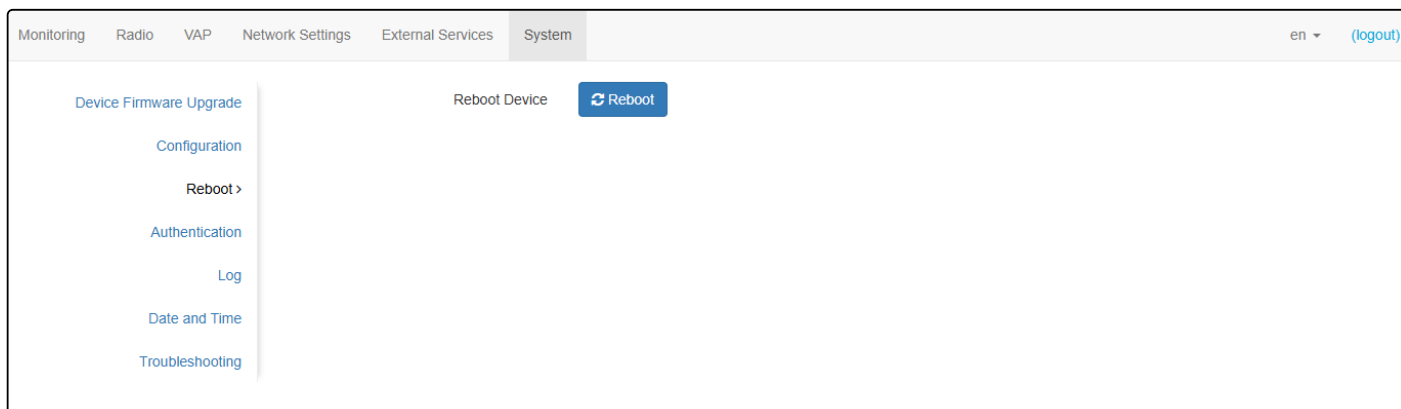 Monitoring Radio VAP Network Settings External Services System en (logout)
Device Firmware Upgrade
Configuration
Reboot >
Authentication
Log
Date and Time
Troubleshooting
Reboot Device Reboot